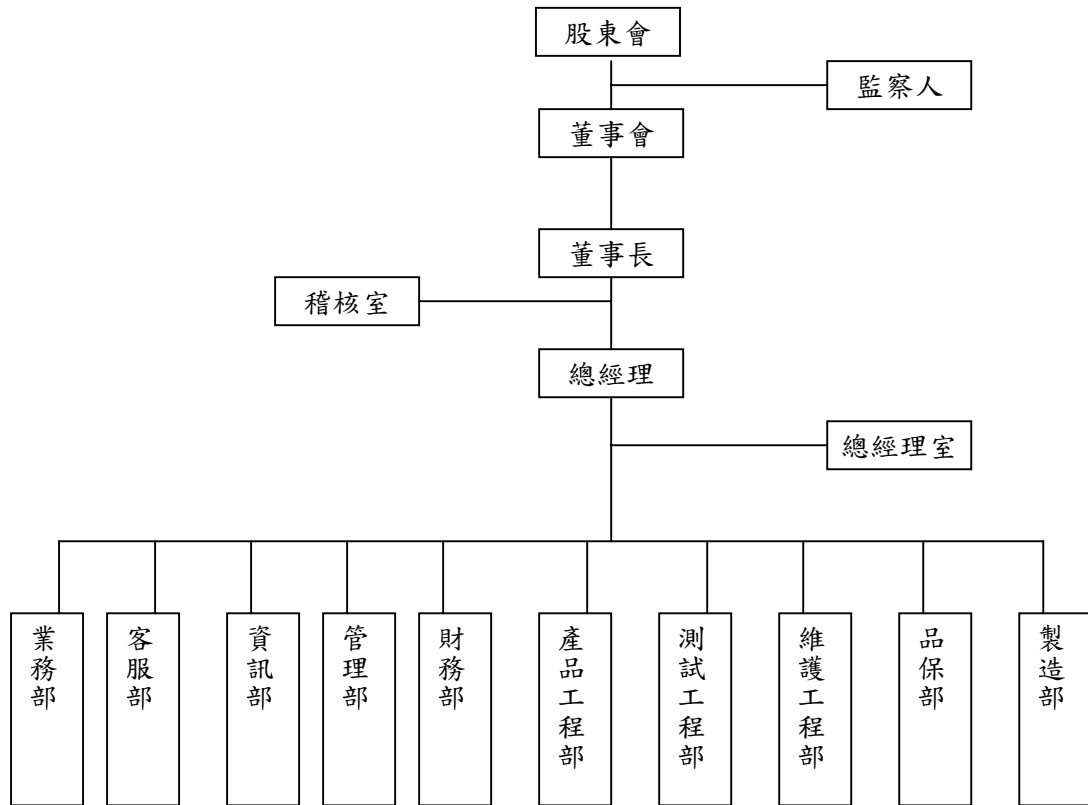 股東會
監察人
董事會
董事長
稽核室
總經理
總經理室
業務部
客服部
資訊部
管理部
財務部
產品工程部
測試工程部
維護工程部
品保部
製造部